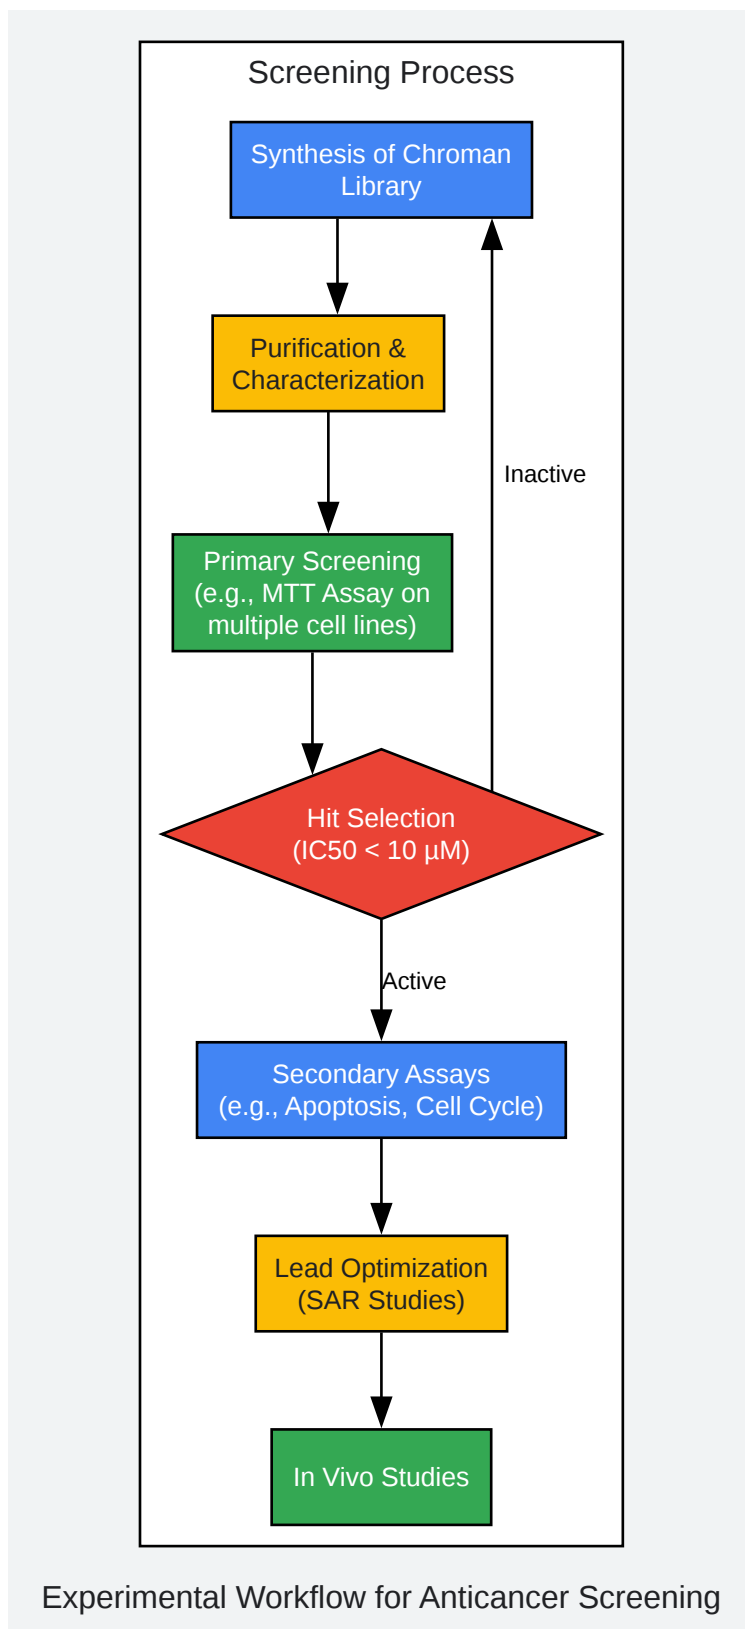 Screening Process
Synthesis of Chroman
Library
Purification &
Characterization
Inactive
Primary Screening
(e.g., MTT Assay on
multiple cell lines)
Hit Selection
(IC50 < 10 µM)
Active
Secondary Assays
(e.g., Apoptosis, Cell Cycle)
Lead Optimization
(SAR Studies)
In Vivo Studies
Experimental Workflow for Anticancer Screening